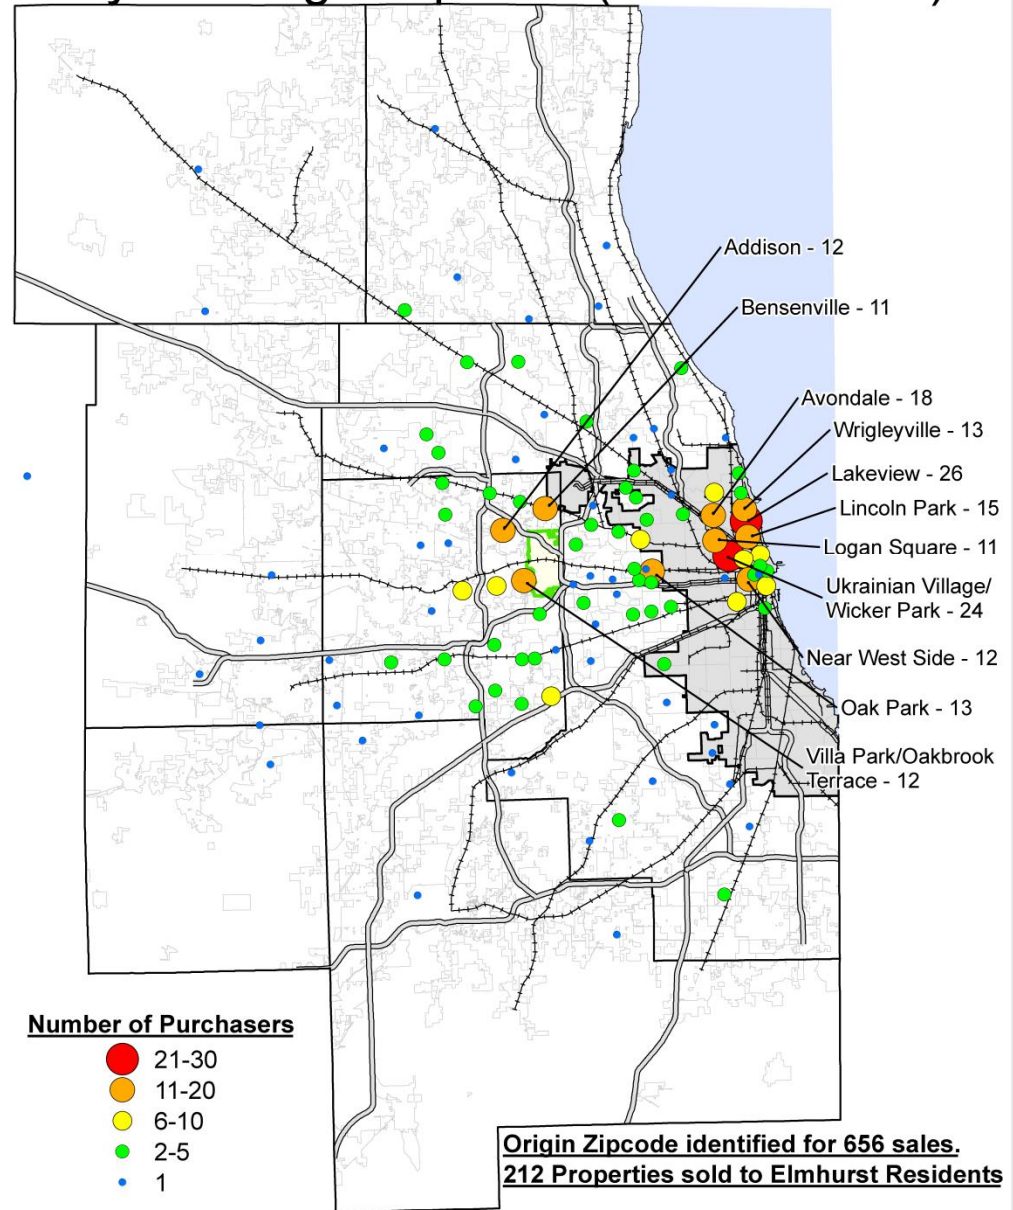 Addison - 12
Bensenville - 11
Avondale - 18
Wrigleyville - 13
Lakeview - 26
Lincoln Park - 15
Logan Square - 11
Ukrainian Village/
Wicker Park - 24
Near West Side - 12
Oak Park - 13
Villa Park/Oakbrook
Terrace - 12
Number of Purchasers
21-30
11-20
6-10
2-5
1
Origin Zipcode identified for 656 sales.
212 Properties sold to Elmhurst Residents